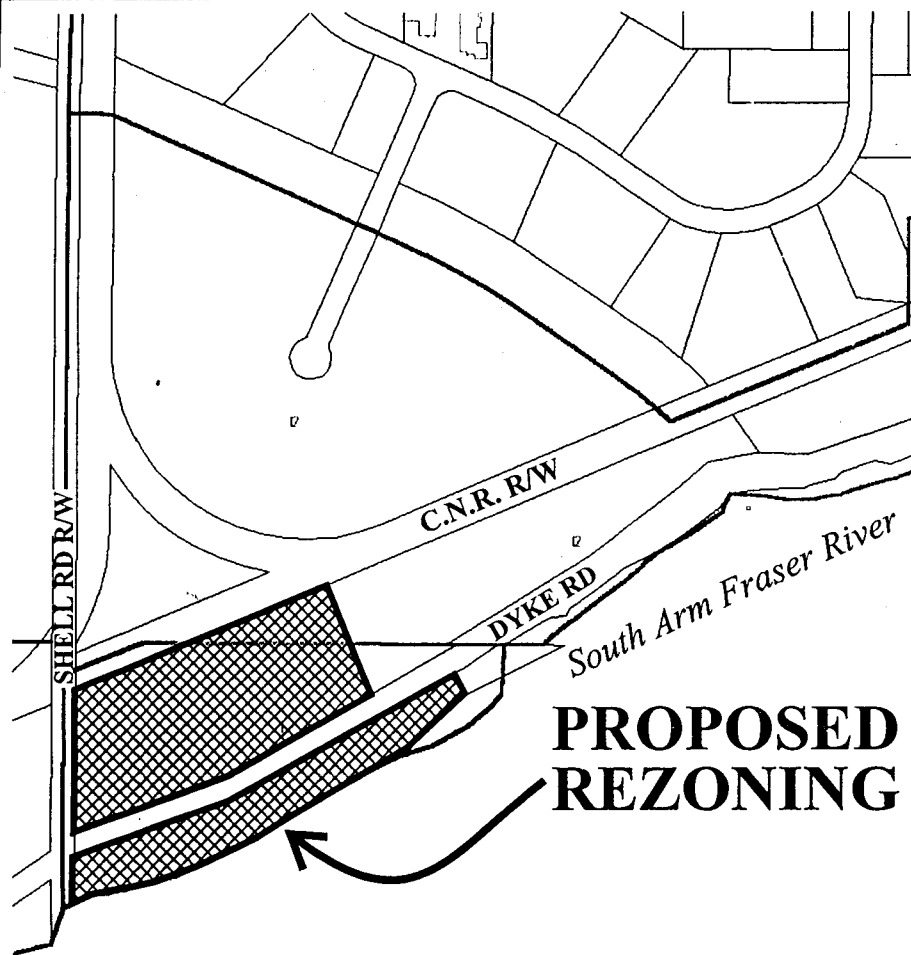 C.N.R. R/W
SHELL RD R/W
DYKE RD
South Arm Fraser River
PROPOSED
REZONING